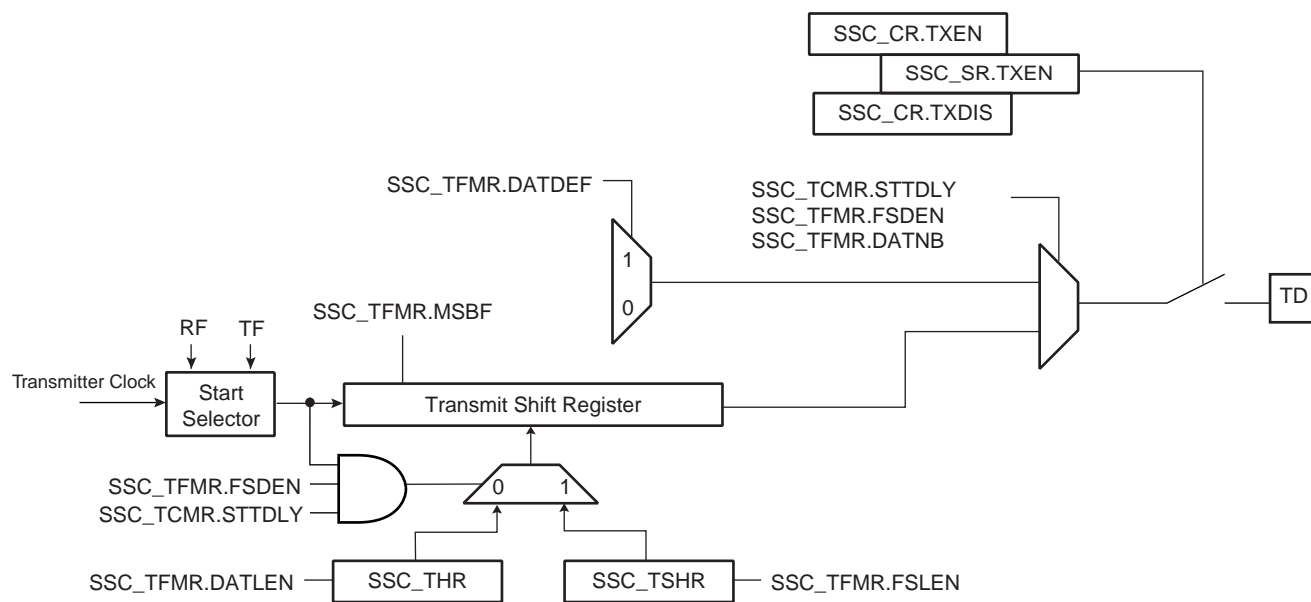 SSC_CR.TXEN
SSC_SR.TXEN
SSC_CR.TXDIS
SSC_TFMR.DATDEF
SSC_TCMR.STTDLY
SSC_TFMR.FSDEN
SSC_TFMR.DATNB
1
0
TD
SSC_TFMR.MSBF
RF
TF
Transmitter Clock
Start
Selector
Transmit Shift Register
SSC_TFMR.FSDEN
SSC_TCMR.STTDLY
0
1
SSC_TFMR.DATLEN
SSC_THR
SSC_TSHR
SSC_TFMR.FSLEN